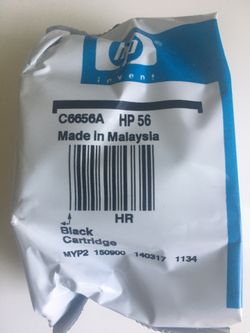 hp
invent
C6656A HP 56
Made in Malaysia
HR
Black
Cartridge
MYP2 150900 140317 1134